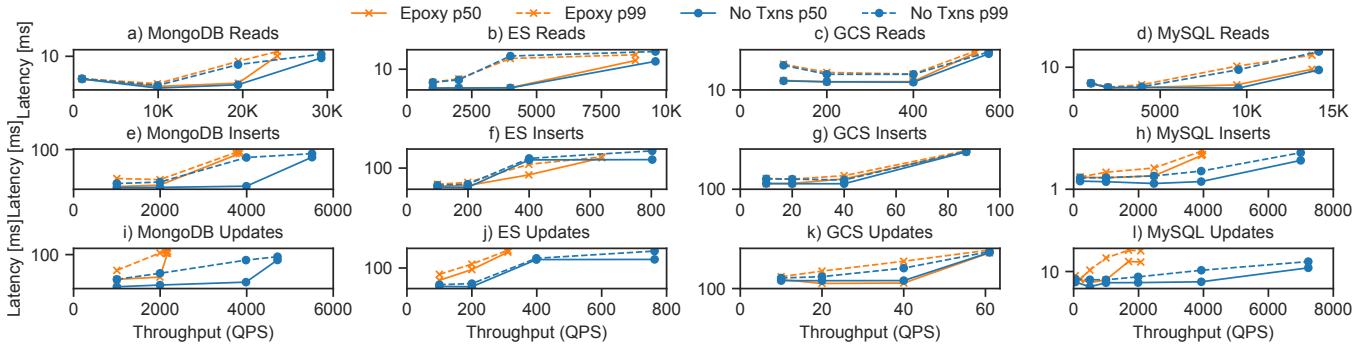 Epoxy p50 Epoxy p99 No Txns p50 No Txns p99
a) MongoDB Reads b) ES Reads c) GCS Reads d) MySQL Reads
Latency [ms]
10 10 10 10
0 10K 20K 30K 0 2500 5000 7500 10K 0 200 400 600 0 5000 10K 15K
e) MongoDB Inserts f) ES Inserts g) GCS Inserts h) MySQL Inserts
Latency [ms]
100 100 100 1
0 2000 4000 6000 0 200 400 600 800 0 20 40 60 80 100 0 2000 4000 6000 8000
i) MongoDB Updates j) ES Updates k) GCS Updates l) MySQL Updates
Latency [ms]
100 100 100 10
0 2000 4000 6000 0 200 400 600 800 0 20 40 60 0 2000 4000 6000 8000
Throughput (QPS) Throughput (QPS) Throughput (QPS) Throughput (QPS)